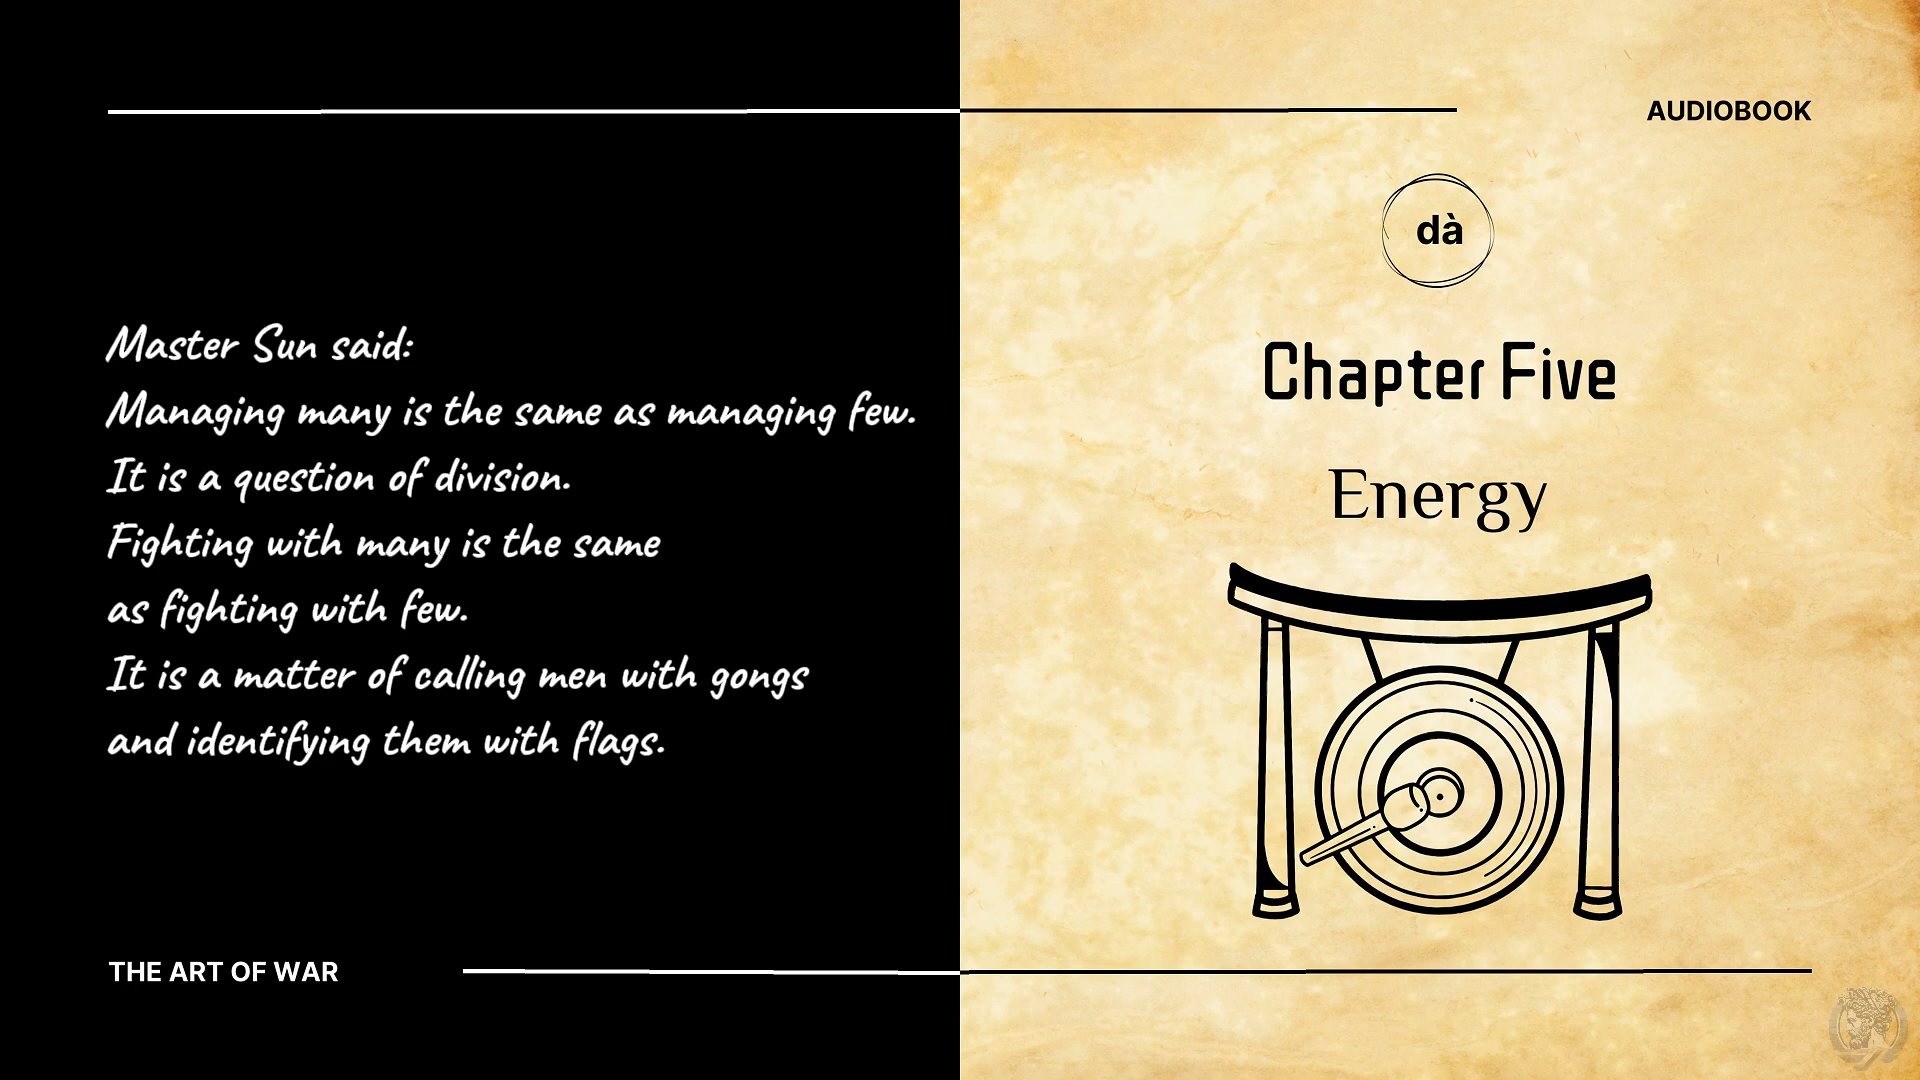 Master Sun said:
Managing many is the same as managing few.
It is a question of division.
Fighting with many is the same
as fighting with few.
It is a matter of calling men with gongs
and identifying them with flags.
THE ART OF WAR
AUDIOBOOK
dà
Chapter Five
Energy